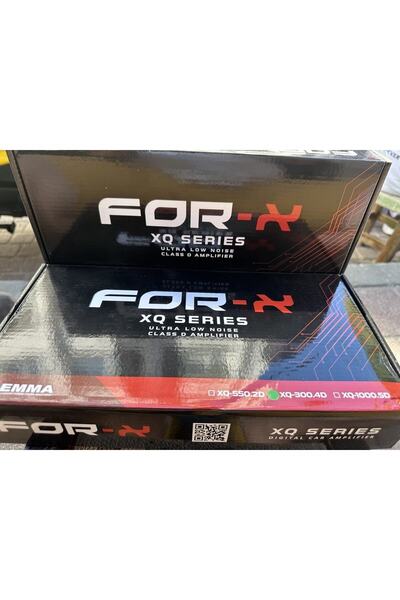 FOR-X
XQ SERIES
ULTRA LOW NOISE
CLASS D AMPLIFIER
FOR-X
XQ SERIES
ULTRA LOW NOISE
CLASS D AMPLIFIER
EMMA
XQ-550.2D XQ-300.4D XQ-1000.5D
FOR-X
XQ SERIES
DIGITAL CAR AMPLIFIER